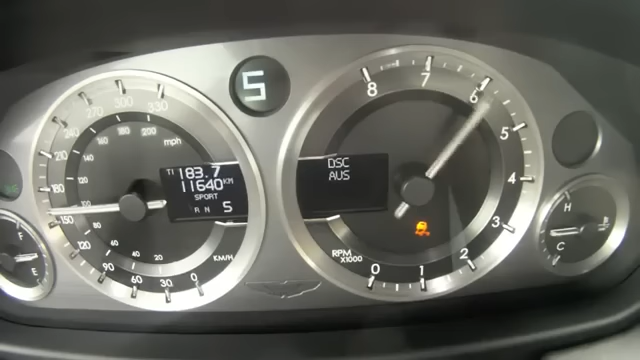 5
330
300
270
240
210
180
150
120
90
60
30
0
KM/H
200
180
160
140
120
100
80
60
40
20
mph
T1 183.7
11640KM
SPORT
R N 5
DSC
AUS
8
7
6
5
4
3
2
1
0
RPM
X1000
F
E
H
C